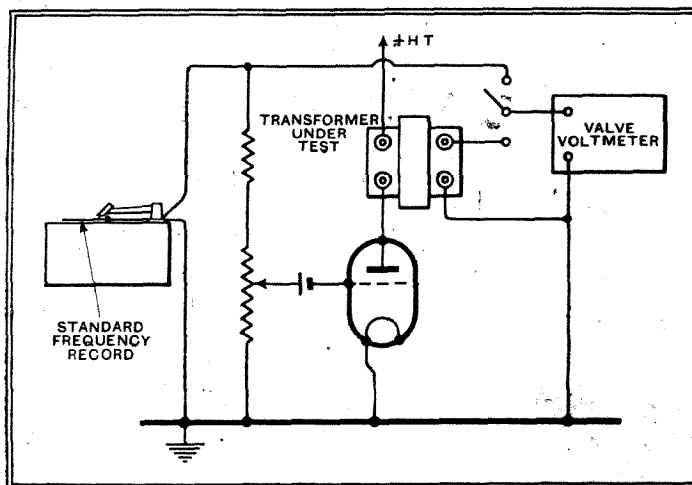 +HT
TRANSFORMER
UNDER
TEST
VALVE
VOLTMETER
STANDARD
FREQUENCY
RECORD